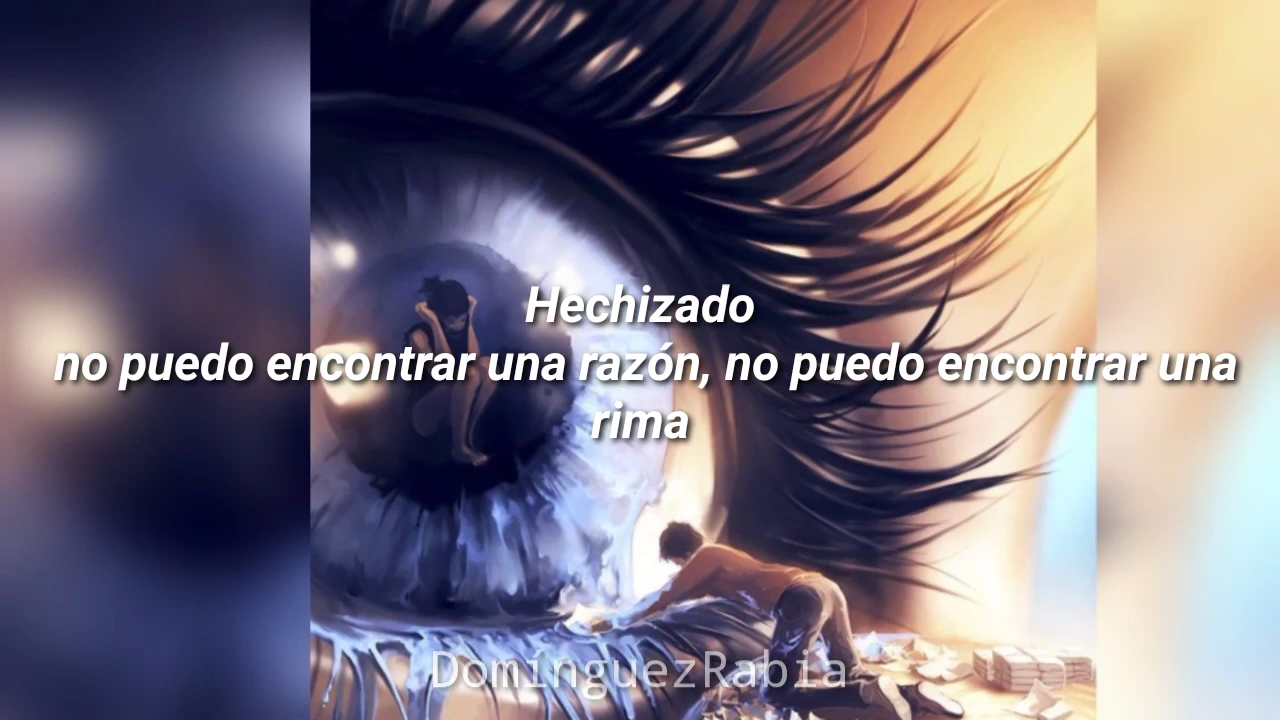 Hechizado
no puedo encontrar una razón, no puedo encontrar una
rima
DomínguezRabia